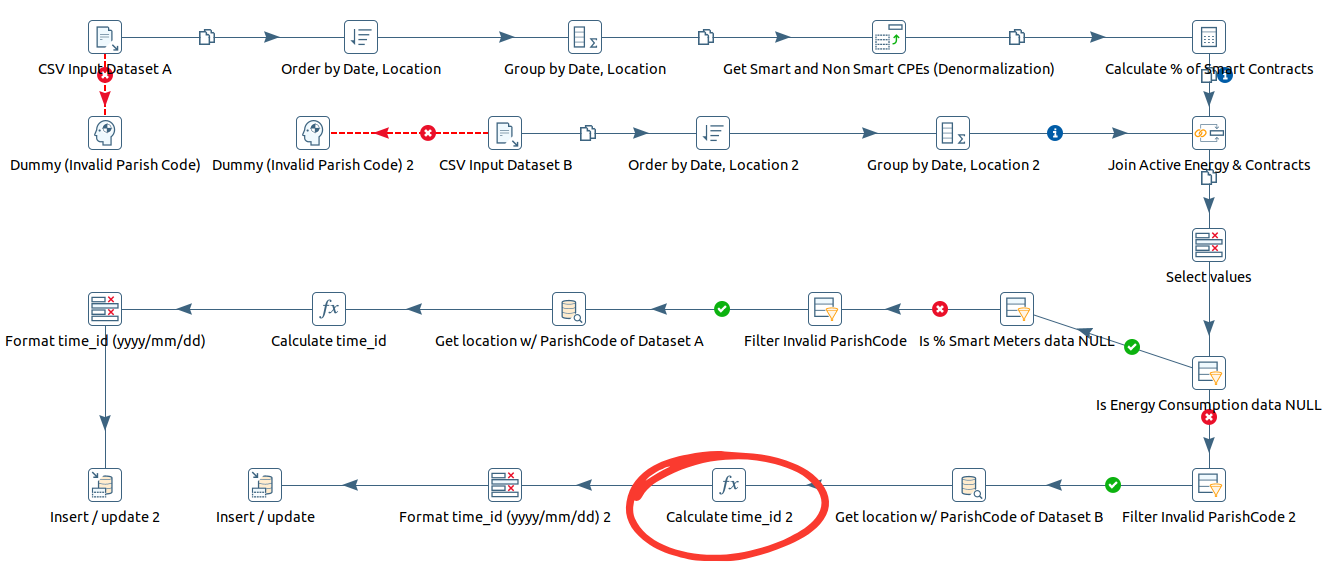 CSV Input Dataset A
Order by Date, Location
Group by Date, Location
Get Smart and Non Smart CPEs (Denormalization)
Calculate % of Smart Contracts
Dummy (Invalid Parish Code)
Dummy (Invalid Parish Code) 2
CSV Input Dataset B
Order by Date, Location 2
Group by Date, Location 2
Join Active Energy & Contracts
Select values
Format time_id (yyyy/mm/dd)
fx
Calculate time_id
Get location w/ ParishCode of Dataset A
Filter Invalid ParishCode
Is % Smart Meters data NULL
Is Energy Consumption data NULL
Insert / update 2
Insert / update
Format time_id (yyyy/mm/dd) 2
fx
Calculate time_id 2
Get location w/ ParishCode of Dataset B
Filter Invalid ParishCode 2